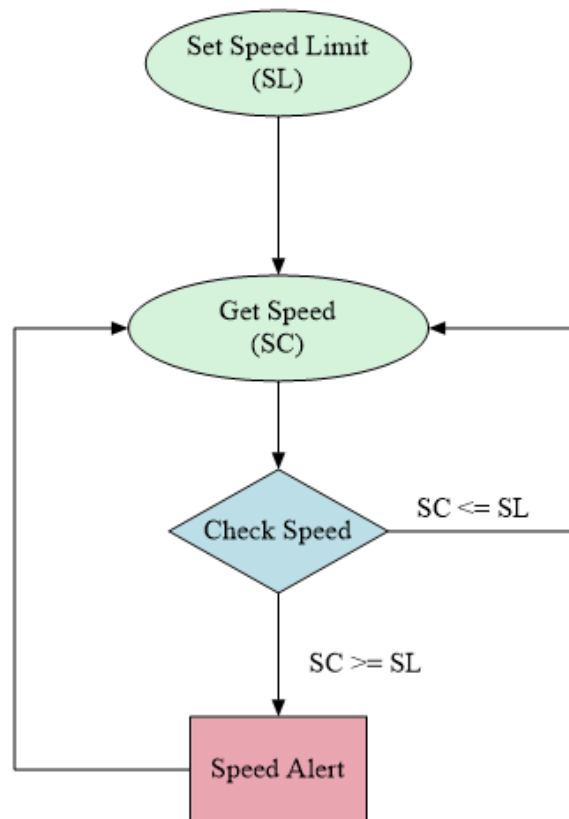 Set Speed Limit
(SL)
Get Speed
(SC)
Check Speed
SC <= SL
SC >= SL
Speed Alert